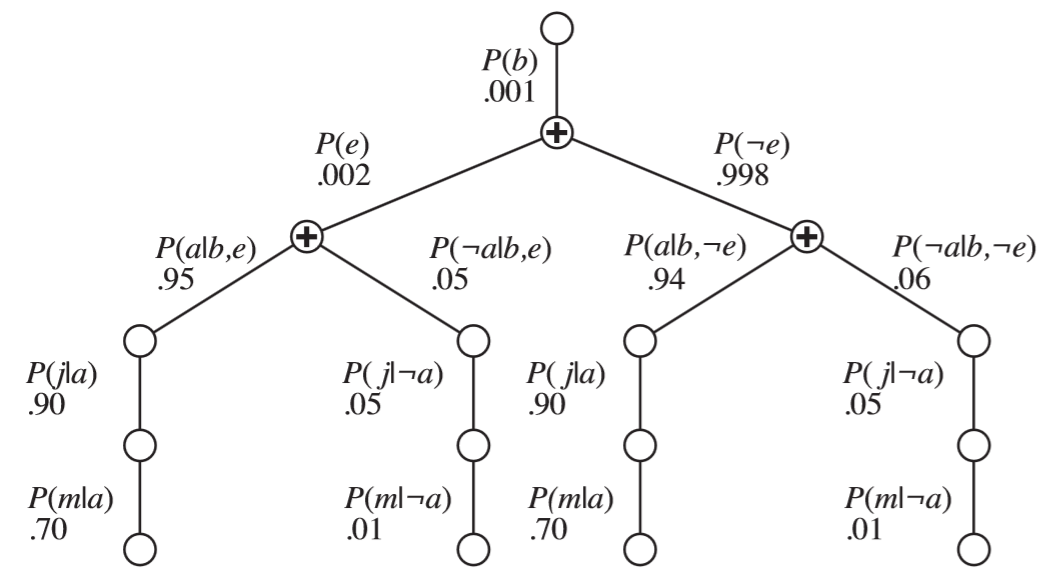 P(b)
.001
+
P(e)
.002
P(¬e)
.998
+
+
P(a|b,e)
.95
P(¬a|b,e)
.05
P(a|b,¬e)
.94
P(¬a|b,¬e)
.06
P(j|a)
.90
P(j|¬a)
.05
P(j|a)
.90
P(j|¬a)
.05
P(m|a)
.70
P(m|¬a)
.01
P(m|a)
.70
P(m|¬a)
.01